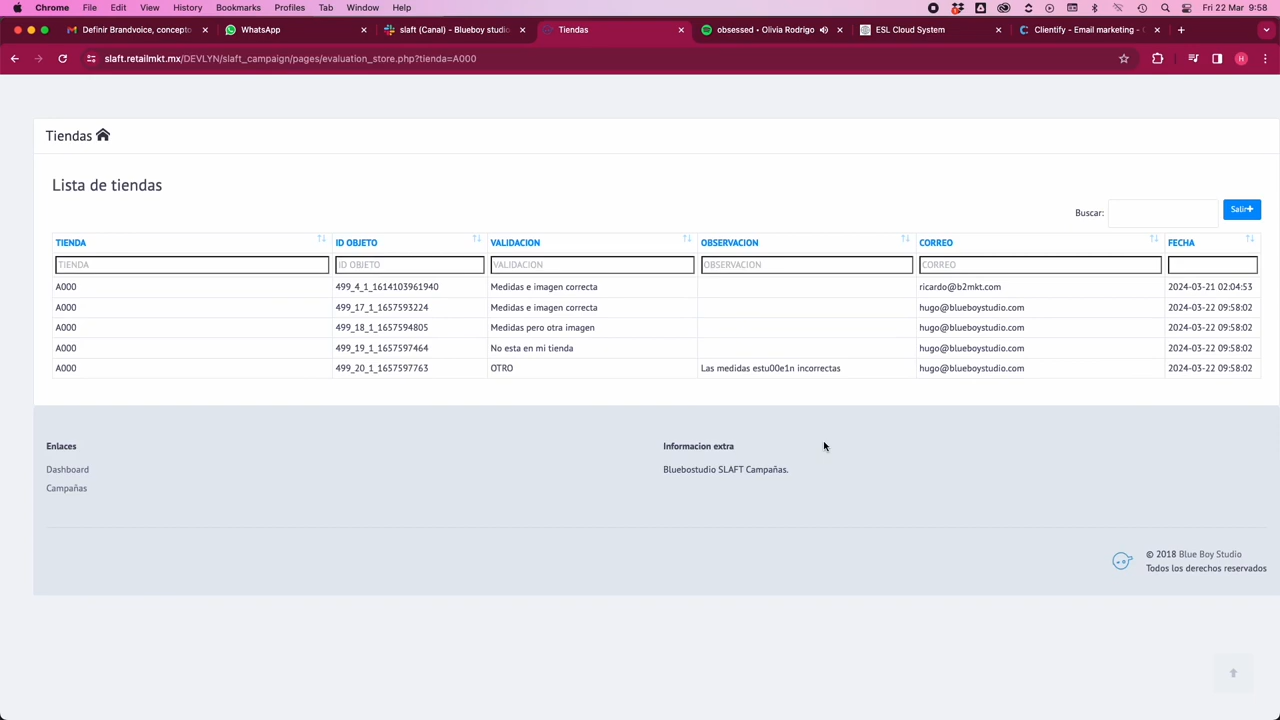 Chrome File Edit View History Bookmarks Profiles Tab Window Help Fri 22 Mar 9:58
Definir Brandvoice, concepto WhatsApp slaft (Canal) – Blueboy studio Tiendas obsessed - Olivia Rodrigo ESL Cloud System Clientify - Email marketing -
slaft.retailmkt.mx/DEVLYN/slaft_campaign/pages/evaluation_store.php?tienda=A000 H
Tiendas
Lista de tiendas
Buscar: Salir
TIENDA ID OBJETO VALIDACION OBSERVACION CORREO FECHA
TIENDA ID OBJETO VALIDACION OBSERVACION CORREO
A000 499_4_1_1614103961940 Medidas e imagen correcta ricardo@b2mkt.com 2024-03-21 02:04:53
A000 499_17_1_1657593224 Medidas e imagen correcta hugo@blueboystudio.com 2024-03-22 09:58:02
A000 499_18_1_1657594805 Medidas pero otra imagen hugo@blueboystudio.com 2024-03-22 09:58:02
A000 499_19_1_1657597464 No esta en mi tienda hugo@blueboystudio.com 2024-03-22 09:58:02
A000 499_20_1_1657597763 OTRO Las medidas estu00e1n incorrectas hugo@blueboystudio.com 2024-03-22 09:58:02
Enlaces Informacion extra
Dashboard Bluebostudio SLAFT Campañas.
Campañas
© 2018 Blue Boy Studio
Todos los derechos reservados